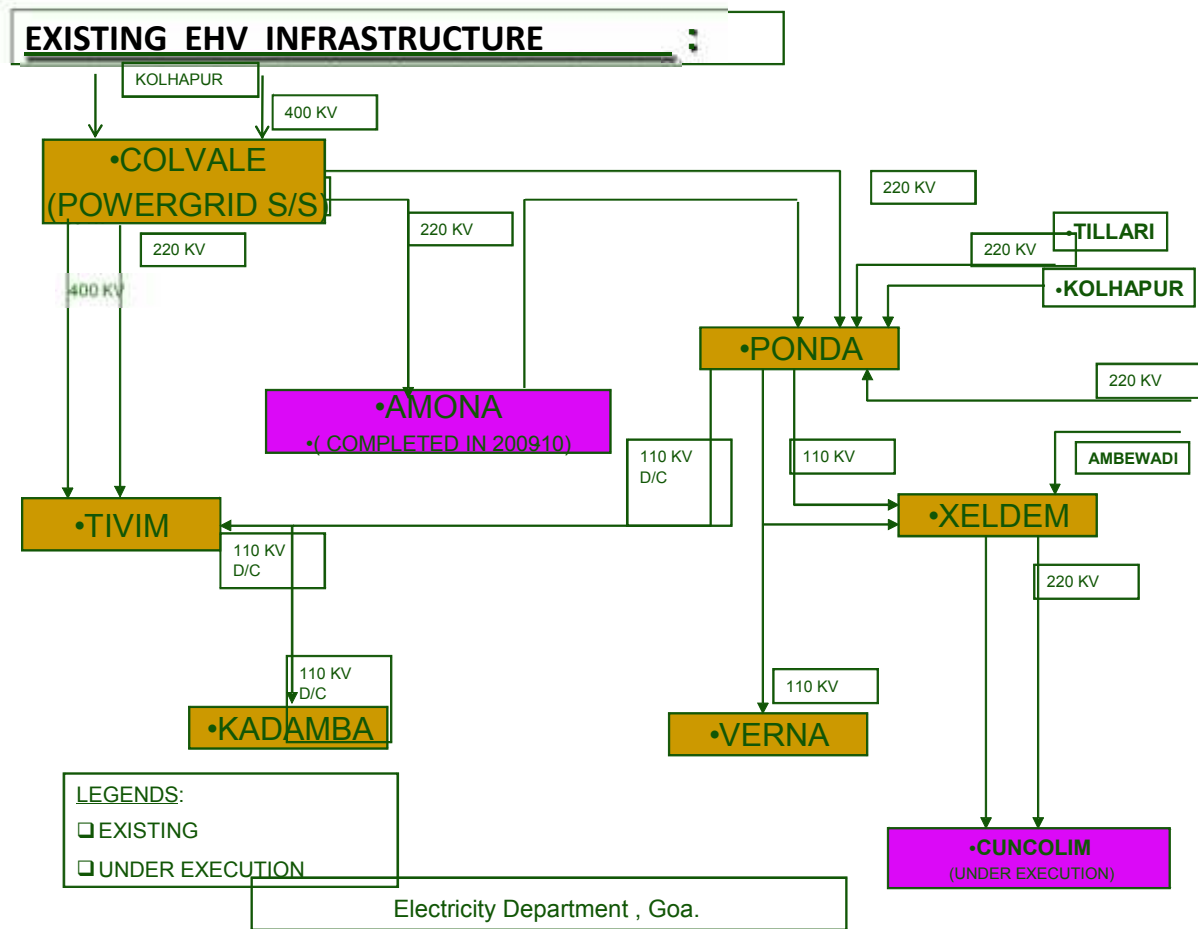 EXISTING EHV INFRASTRUCTURE :
KOLHAPUR
400 KV
•COLVALE
(POWERGRID S/S)
220 KV
220 KV
220 KV
400 KV
220 KV
•TILLARI
•KOLHAPUR
•PONDA
220 KV
•AMONA
•( COMPLETED IN 200910)
110 KV
D/C
110 KV
AMBEWADI
•TIVIM
•XELDEM
110 KV
D/C
220 KV
110 KV
D/C
110 KV
•KADAMBA
•VERNA
LEGENDS:
❑ EXISTING
❑ UNDER EXECUTION
•CUNCOLIM
(UNDER EXECUTION)
Electricity Department , Goa.